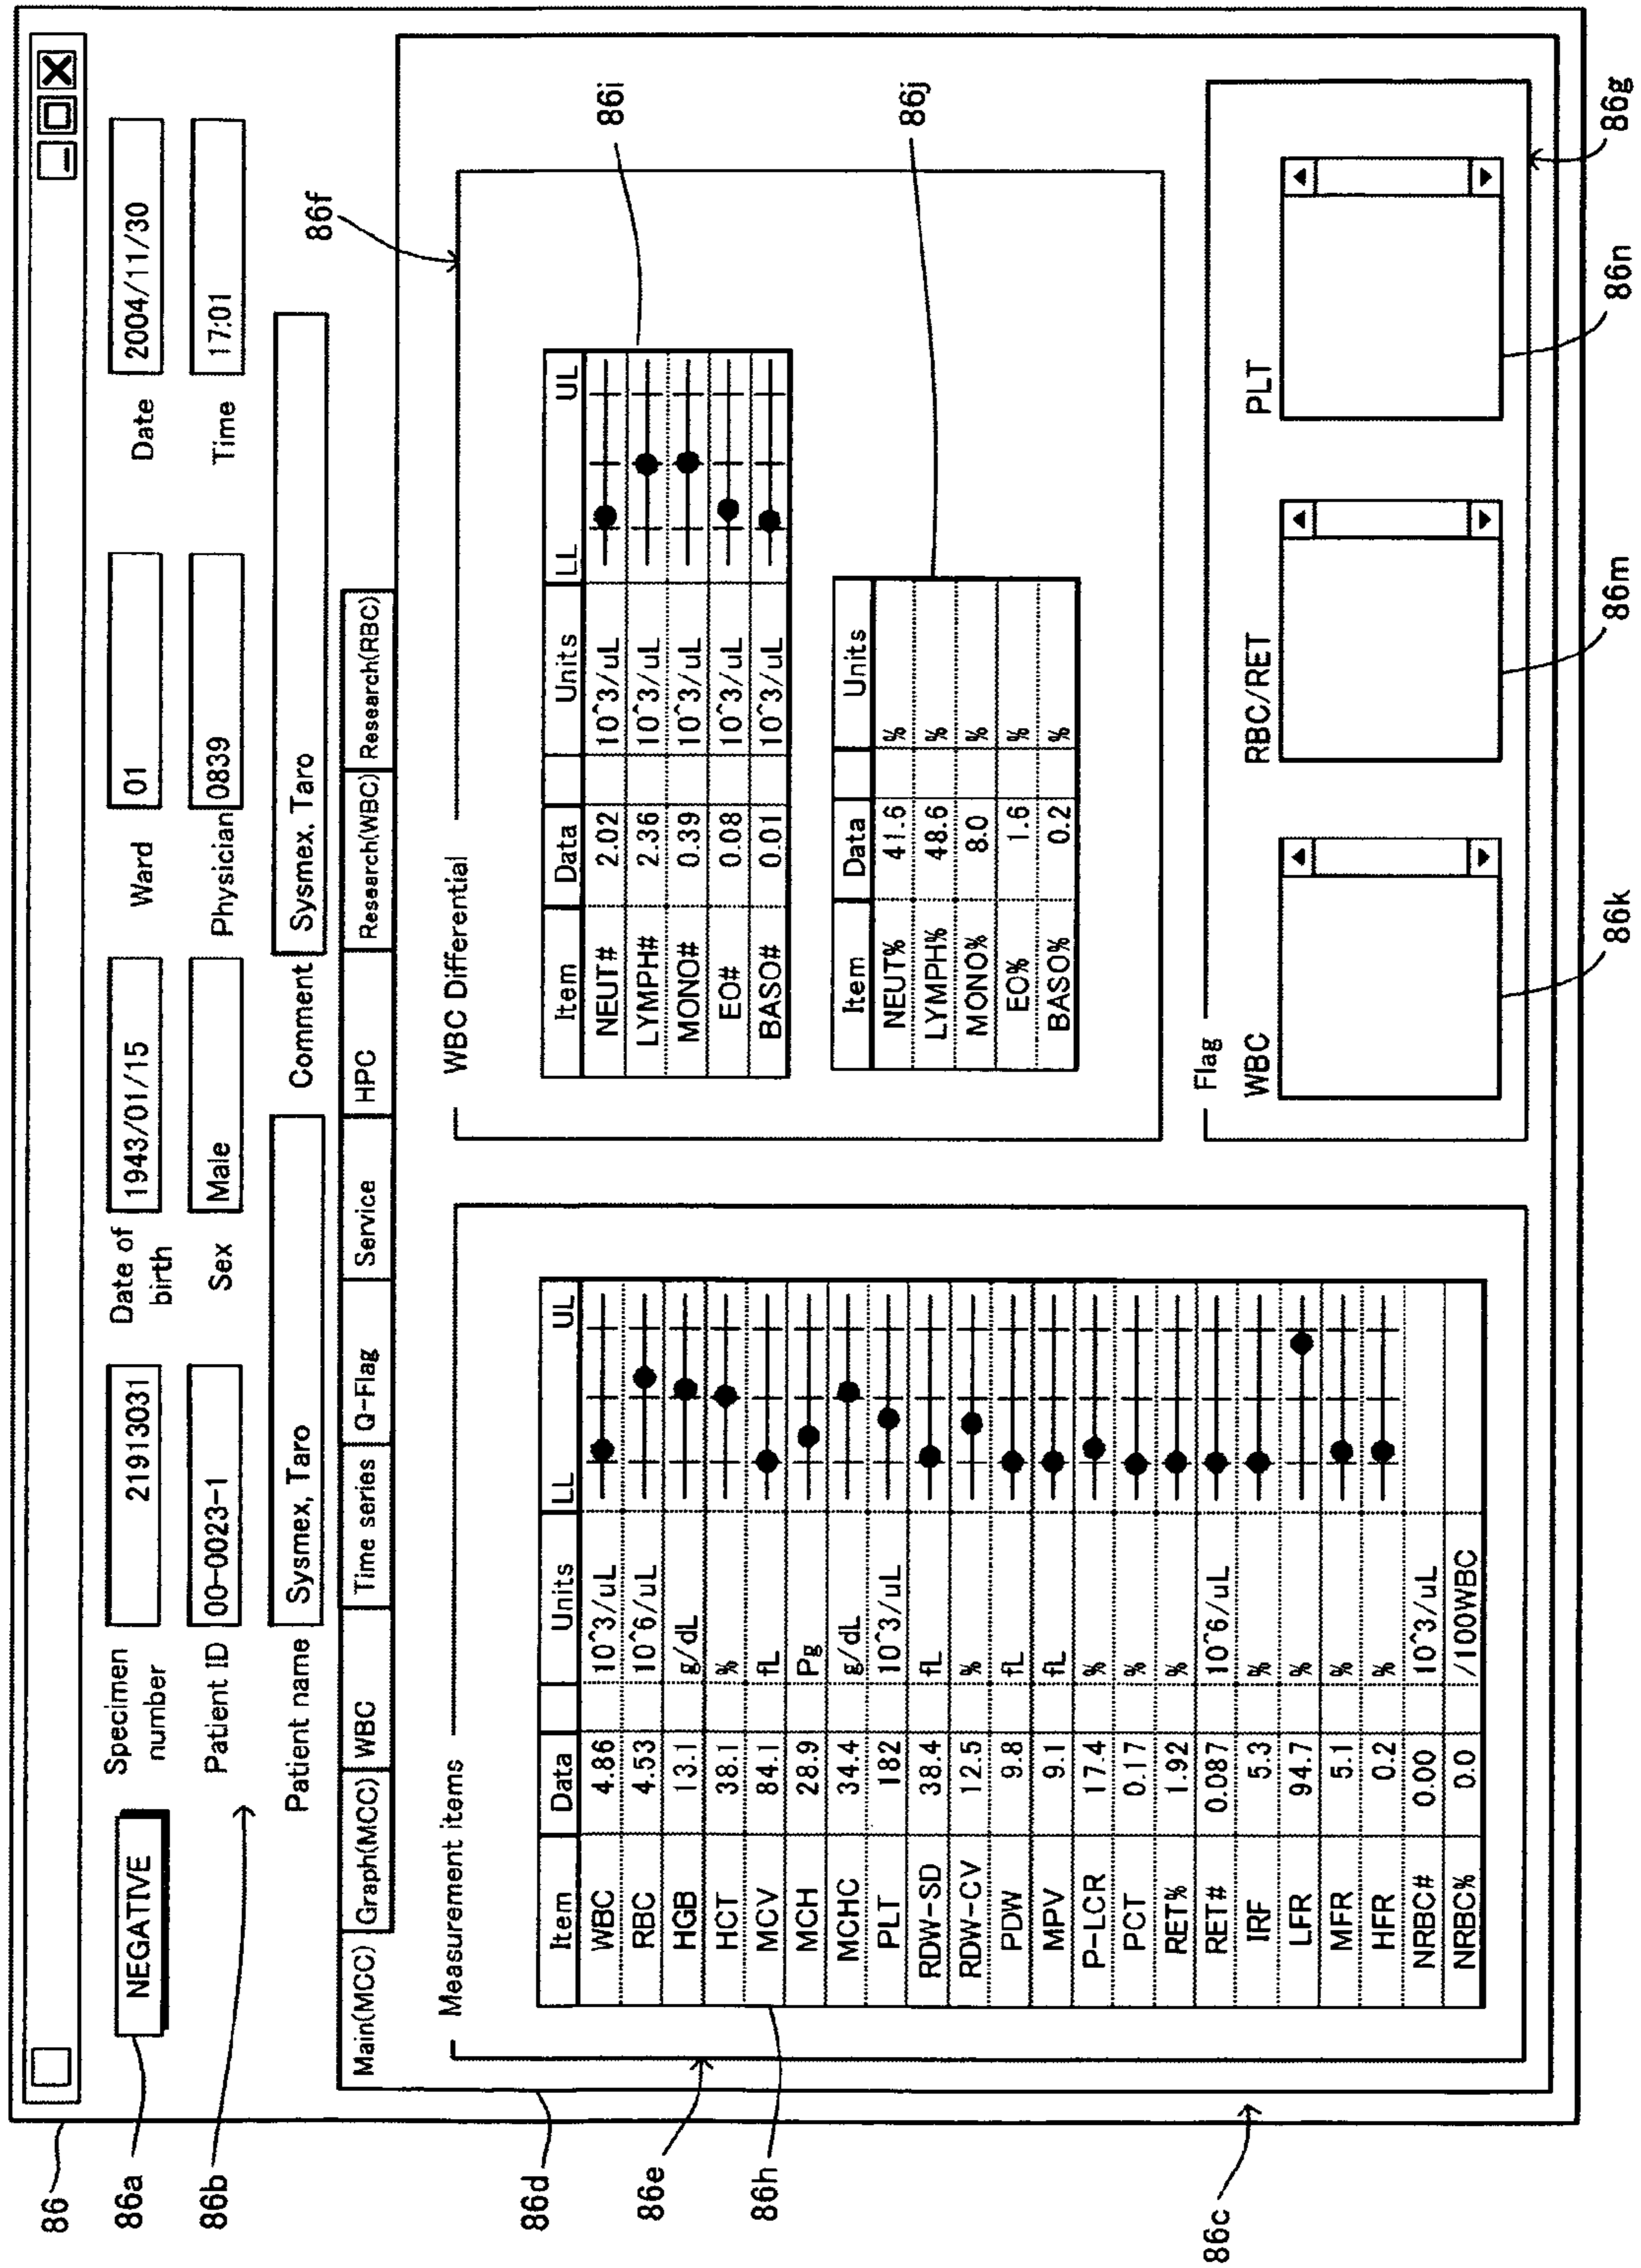 86
86a
NEGATIVE
86b
Specimen number 21913031
Date of birth 1943/01/15
Ward 01
Date 2004/11/30
Patient ID 00-0023-1
Sex Male
Physician 0839
Time 17:01
Patient name Sysmex, Taro
Comment Sysmex. Taro
Main(MCC) Graph(MCC) WBC Time series Q-Flag Service HPC Research(WBC) Research(RBC)
86d
86e
86h
86c
Measurement items
Item Data Units LL UL
WBC 4.86 10^3/uL
RBC 4.53 10^6/uL
HGB 13.1 g/dL
HCT 38.1 %
MCV 84.1 fL
MCH 28.9 Pg
MCHC 34.4 g/dL
PLT 182 10^3/uL
RDW-SD 38.4 fL
RDW-CV 12.5 %
PDW 9.8 fL
MPV 9.1 fL
P-LCR 17.4 %
PCT 0.17 %
RET% 1.92 %
RET# 0.087 10^6/uL
IRF 5.3 %
LFR 94.7 %
MFR 5.1 %
HFR 0.2 %
NRBC# 0.00 10^3/uL
NRBC% 0.0 /100WBC
WBC Differential
86f
Item Data Units LL UL
NEUT# 2.02 10^3/uL
LYMPH# 2.36 10^3/uL
MONO# 0.39 10^3/uL
EO# 0.08 10^3/uL
BASO# 0.01 10^3/uL
86i
Item Data Units
NEUT% 41.6 %
LYMPH% 48.6 %
MONO% 8.0 %
EO% 1.6 %
BASO% 0.2 %
86j
Flag
WBC RBC/RET PLT
86k 86m 86n 86g